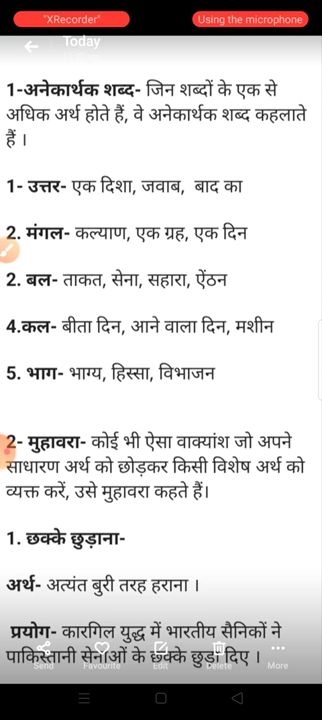 "XRecorder"
Using the microphone
Today
1-अनेकार्थक शब्द- जिन शब्दों के एक से
अधिक अर्थ होते हैं, वे अनेकार्थक शब्द कहलाते
हैं ।
1- उत्तर- एक दिशा, जवाब, बाद का
2. मंगल- कल्याण, एक ग्रह, एक दिन
2. बल- ताकत, सेना, सहारा, ऐंठन
4.कल- बीता दिन, आने वाला दिन, मशीन
5. भाग- भाग्य, हिस्सा, विभाजन
2- मुहावरा- कोई भी ऐसा वाक्यांश जो अपने
साधारण अर्थ को छोड़कर किसी विशेष अर्थ को
व्यक्त करें, उसे मुहावरा कहते हैं।
1. छक्के छुड़ाना-
अर्थ- अत्यंत बुरी तरह हराना ।
प्रयोग- कारगिल युद्ध में भारतीय सैनिकों ने
पाकिस्तानी सेनाओं के छक्के छुड़ा दिए ।
Send Favourite Edit Delete More